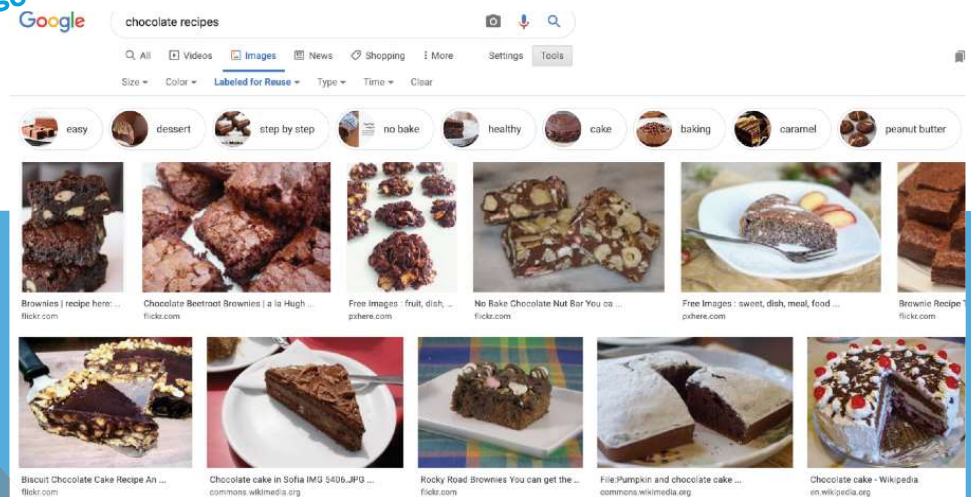 go
Google chocolate recipes
All Videos Images News Shopping More Settings Tools
Size Color Labeled for Reuse Type Time Clear
easy dessert step by step no bake healthy cake baking caramel peanut butter
Brownies | recipe here: ... Chocolate Beetroot Brownies | a la Hugh ... Free Images : fruit, dish, ... No Bake Chocolate Nut Bar You ca ... Free Images : sweet, dish, meal, food ... Brownie Recipe T
flickr.com flickr.com pxhere.com flickr.com pxhere.com flickr.com
Biscuit Chocolate Cake Recipe An ... Chocolate cake in Sofia IMG 5406.JPG ... Rocky Road Brownies You can get the ... File:Pumpkin and chocolate cake ... Chocolate cake - Wikipedia
flickr.com commons.wikimedia.org flickr.com commons.wikimedia.org en.wikipedia.org